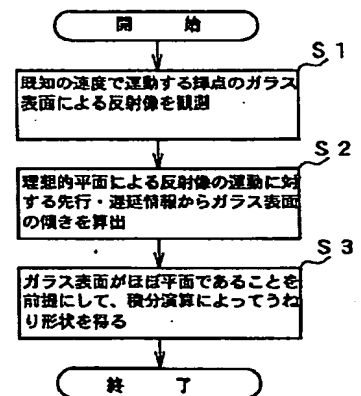 開 始
S1
既知の速度で運動する輝点のガラス
表面による反射像を観測
S2
理想的平面による反射像の運動に対
する先行・遅延情報からガラス表面
の傾きを算出
S3
ガラス表面がほぼ平面であることを
前提にして、積分演算によってうね
り形状を得る
終 了